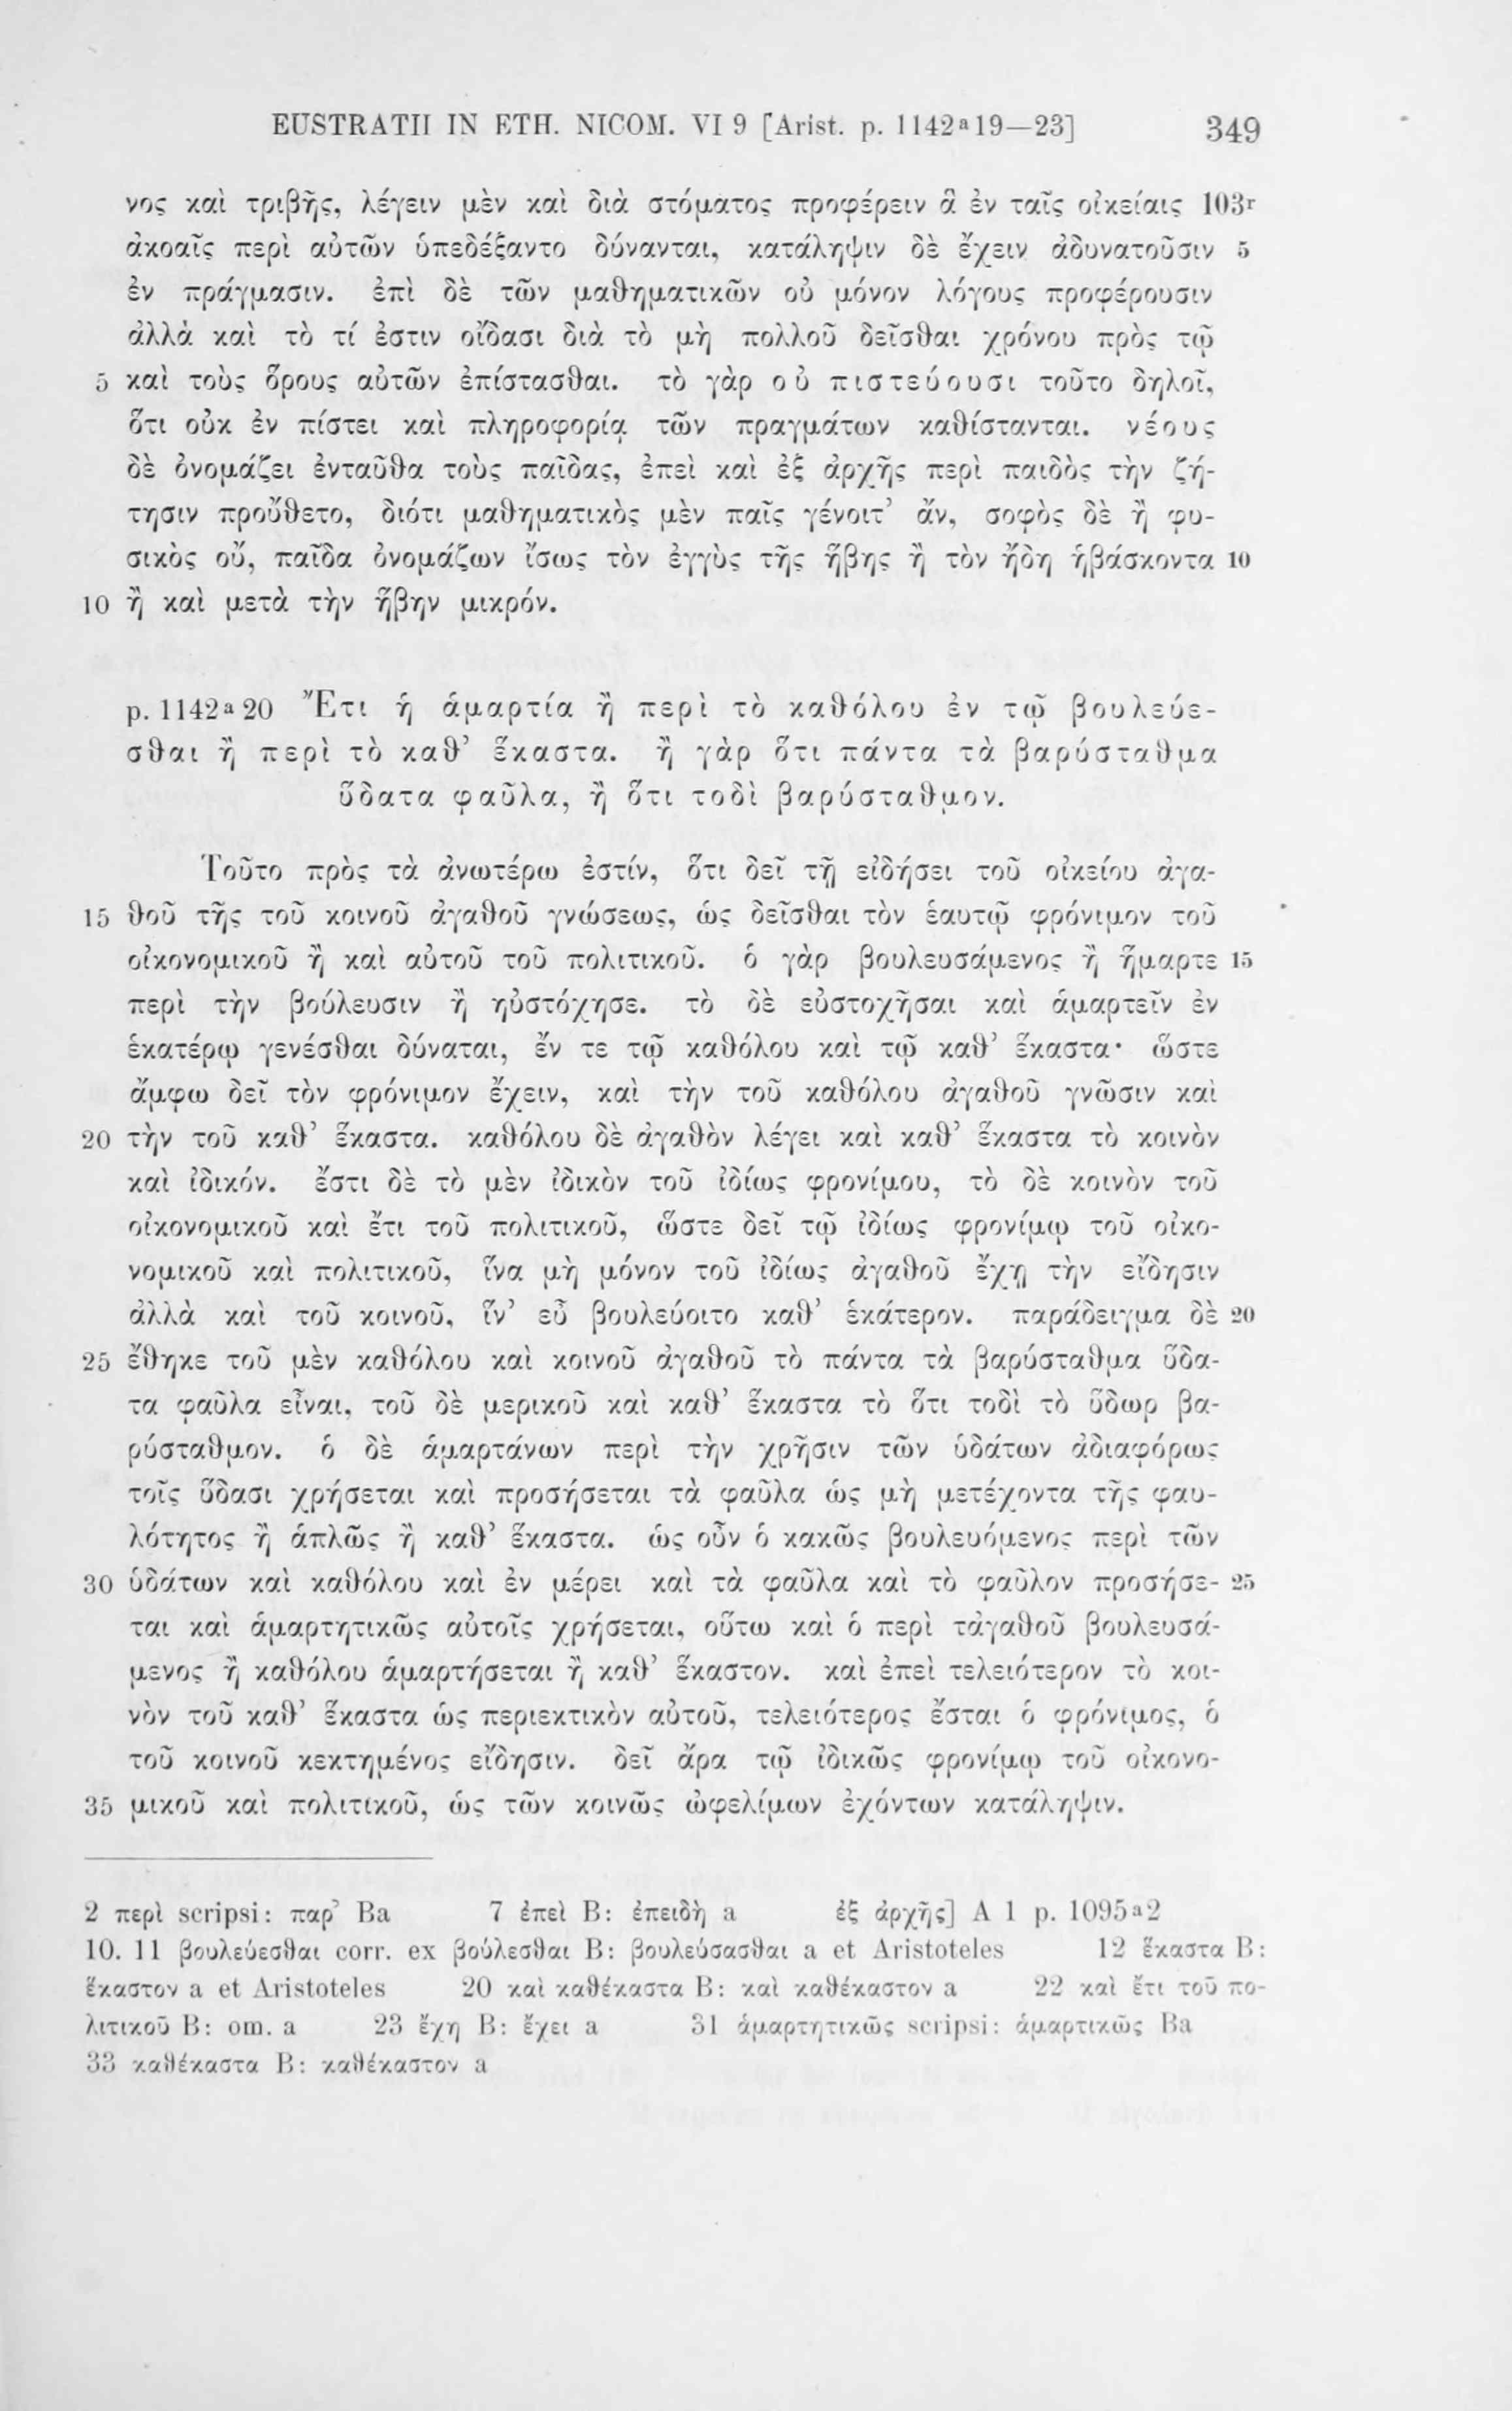 EUSTRATII IN ETH. NICOM. VI 9 [Arist. p. 1142ª19—23] 349
νος καὶ τριβῆς, λέγειν μὲν καὶ διὰ στόματος προφέρειν ἃ ἐν ταῖς οἰκείαις 103r
ἀκοαῖς περὶ αὐτῶν ὑπεδέξαντο δύνανται, κατάληψιν δὲ ἔχειν ἀδυνατοῦσιν 5
ἐν πράγμασιν. ἐπὶ δὲ τῶν μαθηματικῶν οὐ μόνον λόγους προφέρουσιν
ἀλλὰ καὶ τὸ τί ἐστιν οἴδασι διὰ τὸ μὴ πολλοῦ δεῖσθαι χρόνου πρὸς τῷ
5 καὶ τοὺς ὅρους αὐτῶν ἐπίστασθαι. τὸ γὰρ οὐ πιστεύουσι τοῦτο δηλοῖ,
ὅτι οὐκ ἐν πίστει καὶ πληροφορίᾳ τῶν πραγμάτων καθίστανται. νέους
δὲ ὀνομάζει ἐνταῦθα τοὺς παῖδας, ἐπεὶ καὶ ἐξ ἀρχῆς περὶ παιδὸς τὴν ζή-
τησιν προὔθετο, διότι μαθηματικὸς μὲν παῖς γένοιτ’ ἄν, σοφὸς δὲ ἢ φυ-
σικὸς οὔ, παῖδα ὀνομάζων ἴσως τὸν ἐγγὺς τῆς ἥβης ἢ τὸν ἤδη ἡβάσκοντα 10
10 ἢ καὶ μετὰ τὴν ἥβην μικρόν.
p. 1142ª 20 Ἔτι ἡ ἁμαρτία ἢ περὶ τὸ καθόλου ἐν τῷ βουλεύε-
σθαι ἢ περὶ τὸ καθ’ ἕκαστα. ἢ γὰρ ὅτι πάντα τὰ βαρύσταθμα
ὕδατα φαῦλα, ἢ ὅτι τοδὶ βαρύσταθμον.
Τοῦτο πρὸς τὰ ἀνωτέρω ἐστίν, ὅτι δεῖ τῇ εἰδήσει τοῦ οἰκείου ἀγα-
15 θοῦ τῆς τοῦ κοινοῦ ἀγαθοῦ γνώσεως, ὡς δεῖσθαι τὸν ἑαυτῷ φρόνιμον τοῦ
οἰκονομικοῦ ἢ καὶ αὐτοῦ τοῦ πολιτικοῦ. ὁ γὰρ βουλευσάμενος ἢ ἥμαρτε 15
περὶ τὴν βούλευσιν ἢ ηὐστόχησε. τὸ δὲ εὐστοχῆσαι καὶ ἁμαρτεῖν ἐν
ἑκατέρῳ γενέσθαι δύναται, ἔν τε τῷ καθόλου καὶ τῷ καθ’ ἕκαστα· ὥστε
ἄμφω δεῖ τὸν φρόνιμον ἔχειν, καὶ τὴν τοῦ καθόλου ἀγαθοῦ γνῶσιν καὶ
20 τὴν τοῦ καθ’ ἕκαστα. καθόλου δὲ ἀγαθὸν λέγει καὶ καθ’ ἕκαστα τὸ κοινὸν
καὶ ἰδικόν. ἔστι δὲ τὸ μὲν ἰδικὸν τοῦ ἰδίως φρονίμου, τὸ δὲ κοινὸν τοῦ
οἰκονομικοῦ καὶ ἔτι τοῦ πολιτικοῦ, ὥστε δεῖ τῷ ἰδίως φρονίμῳ τοῦ οἰκο-
νομικοῦ καὶ πολιτικοῦ, ἵνα μὴ μόνον τοῦ ἰδίως ἀγαθοῦ ἔχῃ τὴν εἴδησιν
ἀλλὰ καὶ τοῦ κοινοῦ, ἵν’ εὖ βουλεύοιτο καθ’ ἑκάτερον. παράδειγμα δὲ 20
25 ἔθηκε τοῦ μὲν καθόλου καὶ κοινοῦ ἀγαθοῦ τὸ πάντα τὰ βαρύσταθμα ὕδα-
τα φαῦλα εἶναι, τοῦ δὲ μερικοῦ καὶ καθ’ ἕκαστα τὸ ὅτι τοδὶ τὸ ὕδωρ βα-
ρύσταθμον. ὁ δὲ ἁμαρτάνων περὶ τὴν χρῆσιν τῶν ὑδάτων ἀδιαφόρως
τοῖς ὕδασι χρήσεται καὶ προσήσεται τὰ φαῦλα ὡς μὴ μετέχοντα τῆς φαυ-
λότητος ἢ ἁπλῶς ἢ καθ’ ἕκαστα. ὡς οὖν ὁ κακῶς βουλευόμενος περὶ τῶν
30 ὑδάτων καὶ καθόλου καὶ ἐν μέρει καὶ τὰ φαῦλα καὶ τὸ φαῦλον προσήσε- 25
ται καὶ ἁμαρτητικῶς αὐτοῖς χρήσεται, οὕτω καὶ ὁ περὶ τἀγαθοῦ βουλευσά-
μενος ἢ καθόλου ἁμαρτήσεται ἢ καθ’ ἕκαστον. καὶ ἐπεὶ τελειότερον τὸ κοι-
νὸν τοῦ καθ’ ἕκαστα ὡς περιεκτικὸν αὐτοῦ, τελειότερος ἔσται ὁ φρόνιμος, ὁ
τοῦ κοινοῦ κεκτημένος εἴδησιν. δεῖ ἄρα τῷ ἰδικῶς φρονίμῳ τοῦ οἰκονο-
35 μικοῦ καὶ πολιτικοῦ, ὡς τῶν κοινῶς ὠφελίμων ἐχόντων κατάληψιν.
2 περὶ scripsi: παρ’ Ba 7 ἐπεὶ B: ἐπειδὴ a ἐξ ἀρχῆς] A 1 p. 1095ª2
10. 11 βουλεύεσθαι corr. ex βούλεσθαι B: βουλεύσασθαι a et Aristoteles 12 ἕκαστα B:
ἕκαστον a et Aristoteles 20 καὶ καθέκαστα B: καὶ καθέκαστον a 22 καὶ ἔτι τοῦ πο-
λιτικοῦ B: om. a 23 ἔχῃ B: ἔχει a 31 ἁμαρτητικῶς scripsi: ἁμαρτικῶς Ba
33 καθέκαστα B: καθέκαστον a